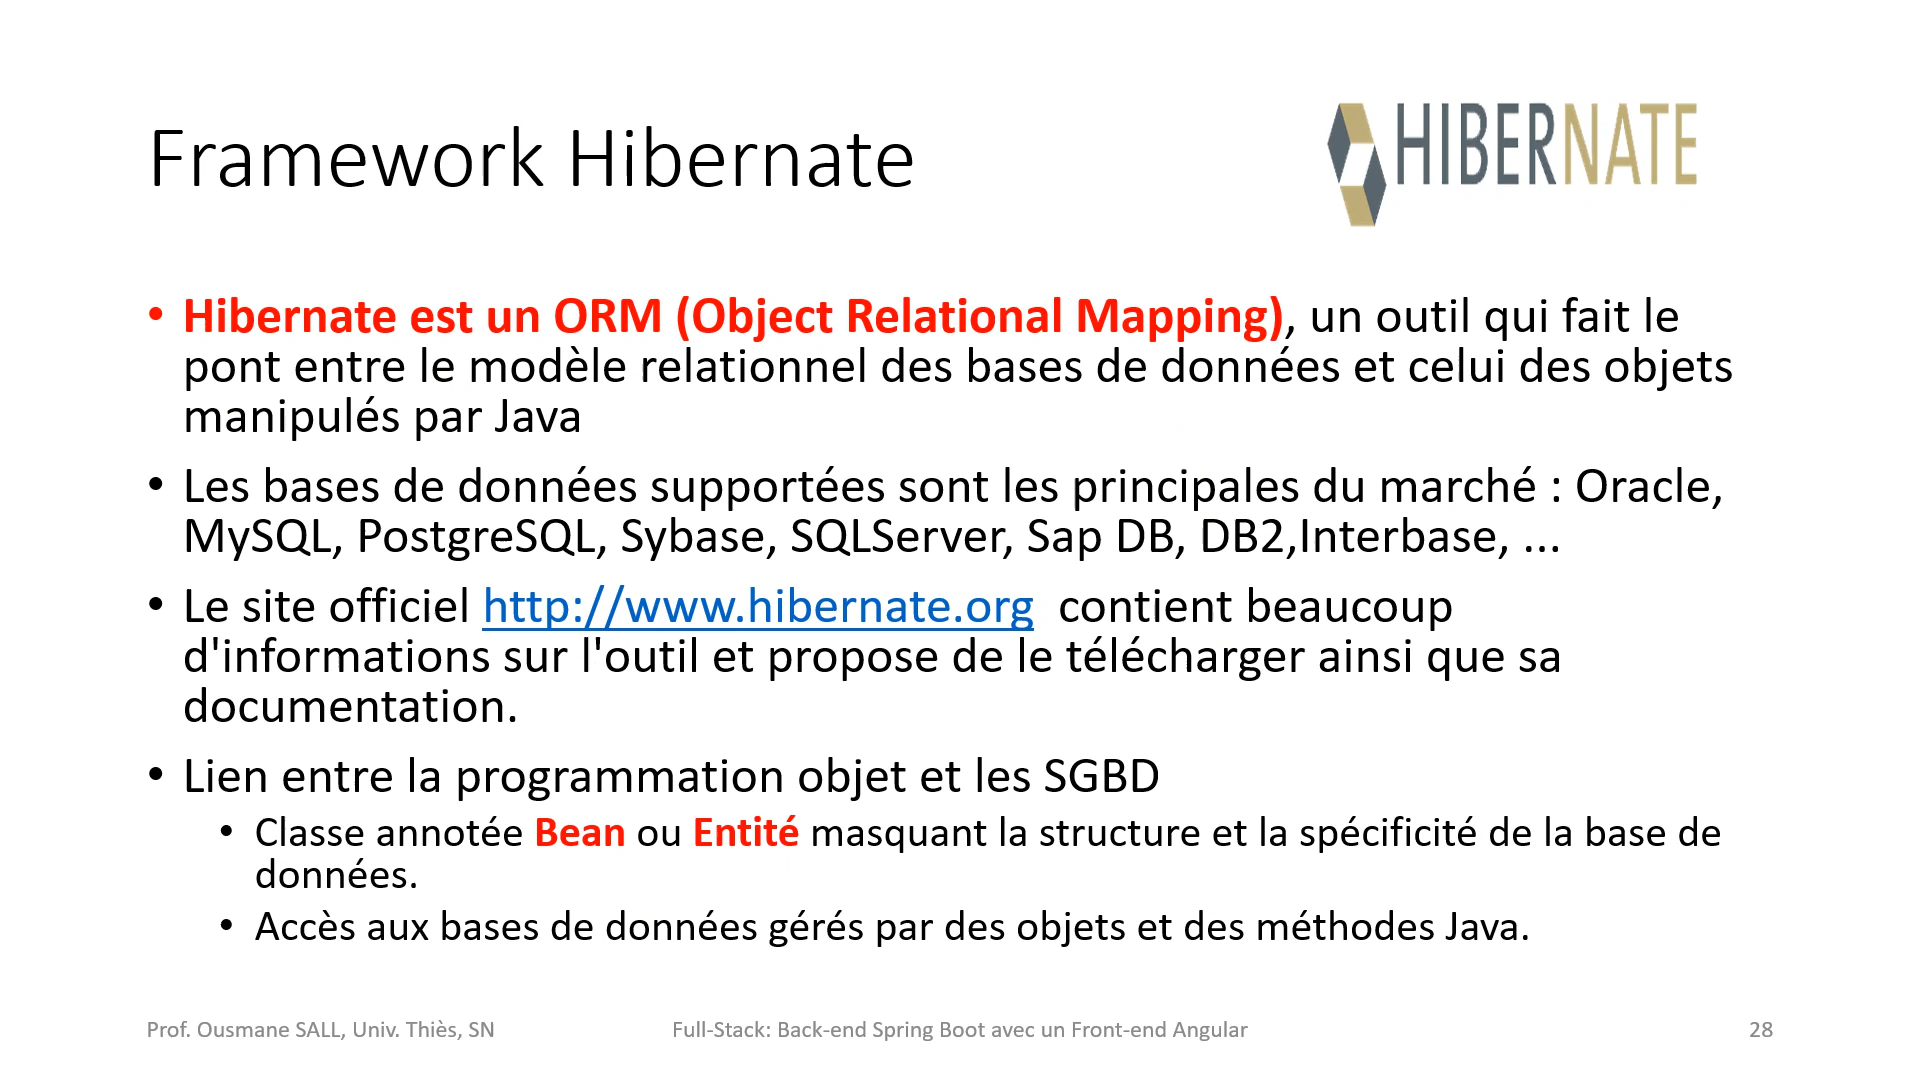 Framework Hibernate
HIBERNATE
• Hibernate est un ORM (Object Relational Mapping), un outil qui fait le
pont entre le modèle relationnel des bases de données et celui des objets
manipulés par Java
• Les bases de données supportées sont les principales du marché : Oracle,
MySQL, PostgreSQL, Sybase, SQLServer, Sap DB, DB2,Interbase, ...
• Le site officiel http://www.hibernate.org  contient beaucoup
d'informations sur l'outil et propose de le télécharger ainsi que sa
documentation.
• Lien entre la programmation objet et les SGBD
• Classe annotée Bean ou Entité masquant la structure et la spécificité de la base de
données.
• Accès aux bases de données gérés par des objets et des méthodes Java.
Prof. Ousmane SALL, Univ. Thiès, SN
Full-Stack: Back-end Spring Boot avec un Front-end Angular
28